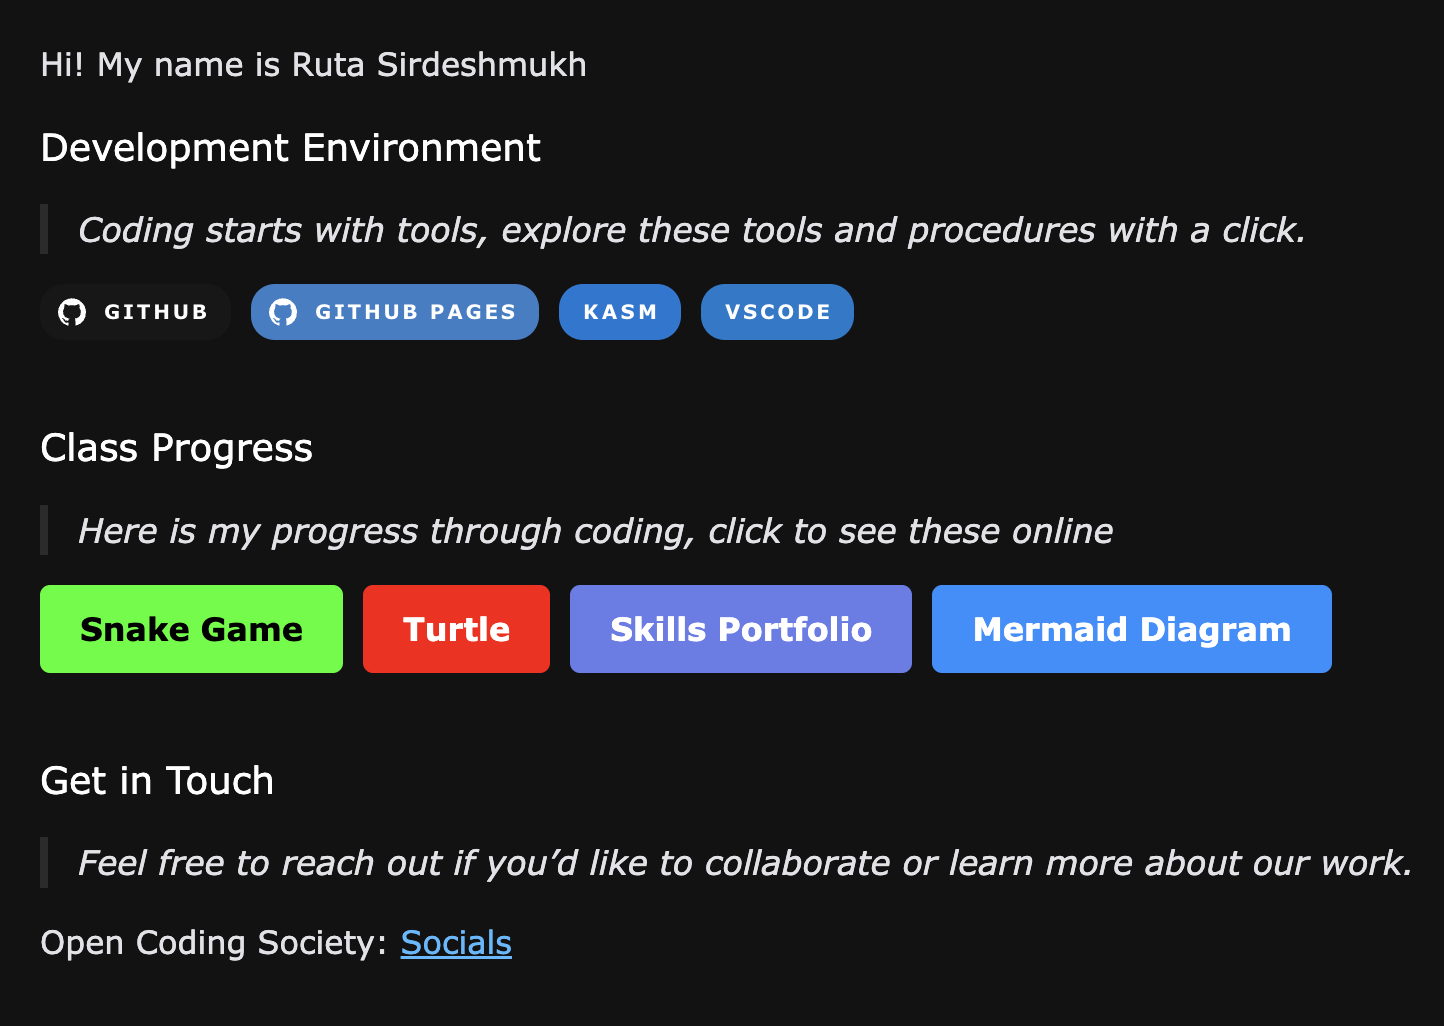 Hi! My name is Ruta Sirdeshmukh
Development Environment
Coding starts with tools, explore these tools and procedures with a click.
GITHUB GITHUB PAGES KASM VSCODE
Class Progress
Here is my progress through coding, click to see these online
Snake Game Turtle Skills Portfolio Mermaid Diagram
Get in Touch
Feel free to reach out if you’d like to collaborate or learn more about our work.
Open Coding Society: Socials